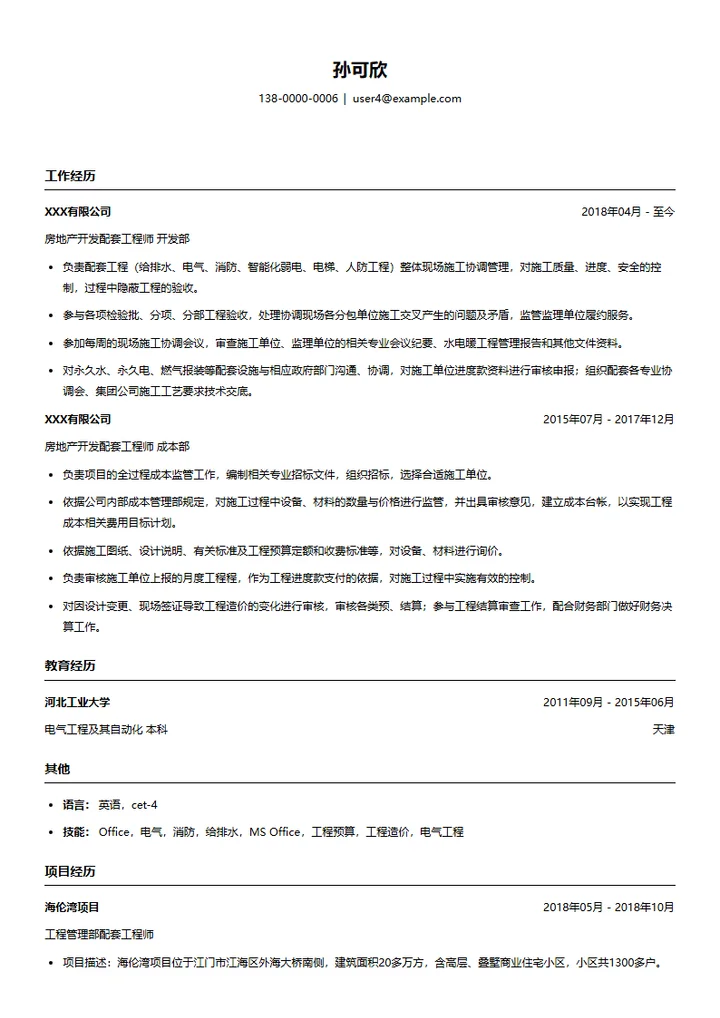 孙可欣
138-0000-0006 | user4@example.com
工作经历
XXX有限公司 2018年04月 - 至今
房地产开发配套工程师 开发部
• 负责配套工程（给排水、电气、消防、智能化弱电、电梯、人防工程）整体现场施工协调管理，对施工质量、进度、安全的控
制，过程中隐蔽工程的验收。
• 参与各项检验批、分项、分部工程验收，处理协调现场各分包单位施工交叉产生的问题及矛盾，监管监理单位履约服务。
• 参加每周的现场施工协调会议，审查施工单位、监理单位的相关专业会议纪要、水电暖工程管理报告和其他文件资料。
• 对永久水、永久电、燃气报装等配套设施与相应政府部门沟通、协调，对施工单位进度款资料进行审核申报；组织配套各专业协
调会、集团公司施工工艺要求技术交底。
XXX有限公司 2015年07月 - 2017年12月
房地产开发配套工程师 成本部
• 负责项目的全过程成本监管工作，编制相关专业招标文件，组织招标，选择合适施工单位。
• 依据公司内部成本管理部规定，对施工过程中设备、材料的数量与价格进行监管，并出具审核意见，建立成本台帐，以实现工程
成本相关费用目标计划。
• 依据施工图纸、设计说明、有关标准及工程预算定额和收费标准等，对设备、材料进行询价。
• 负责审核施工单位上报的月度工程程，作为工程进度款支付的依据，对施工过程中实施有效的控制。
• 对因设计变更、现场签证导致工程造价的变化进行审核，审核各类预、结算；参与工程结算审查工作，配合财务部门做好财务决
算工作。
教育经历
河北工业大学 2011年09月 - 2015年06月
电气工程及其自动化 本科 天津
其他
• 语言： 英语，cet-4
• 技能： Office，电气，消防，给排水，MS Office，工程预算，工程造价，电气工程
项目经历
海伦湾项目 2018年05月 - 2018年10月
工程管理部配套工程师
• 项目描述：海伦湾项目位于江门市江海区外海大桥南侧，建筑面积20多万方，含高层、叠墅商业住宅小区，小区共1300多户。